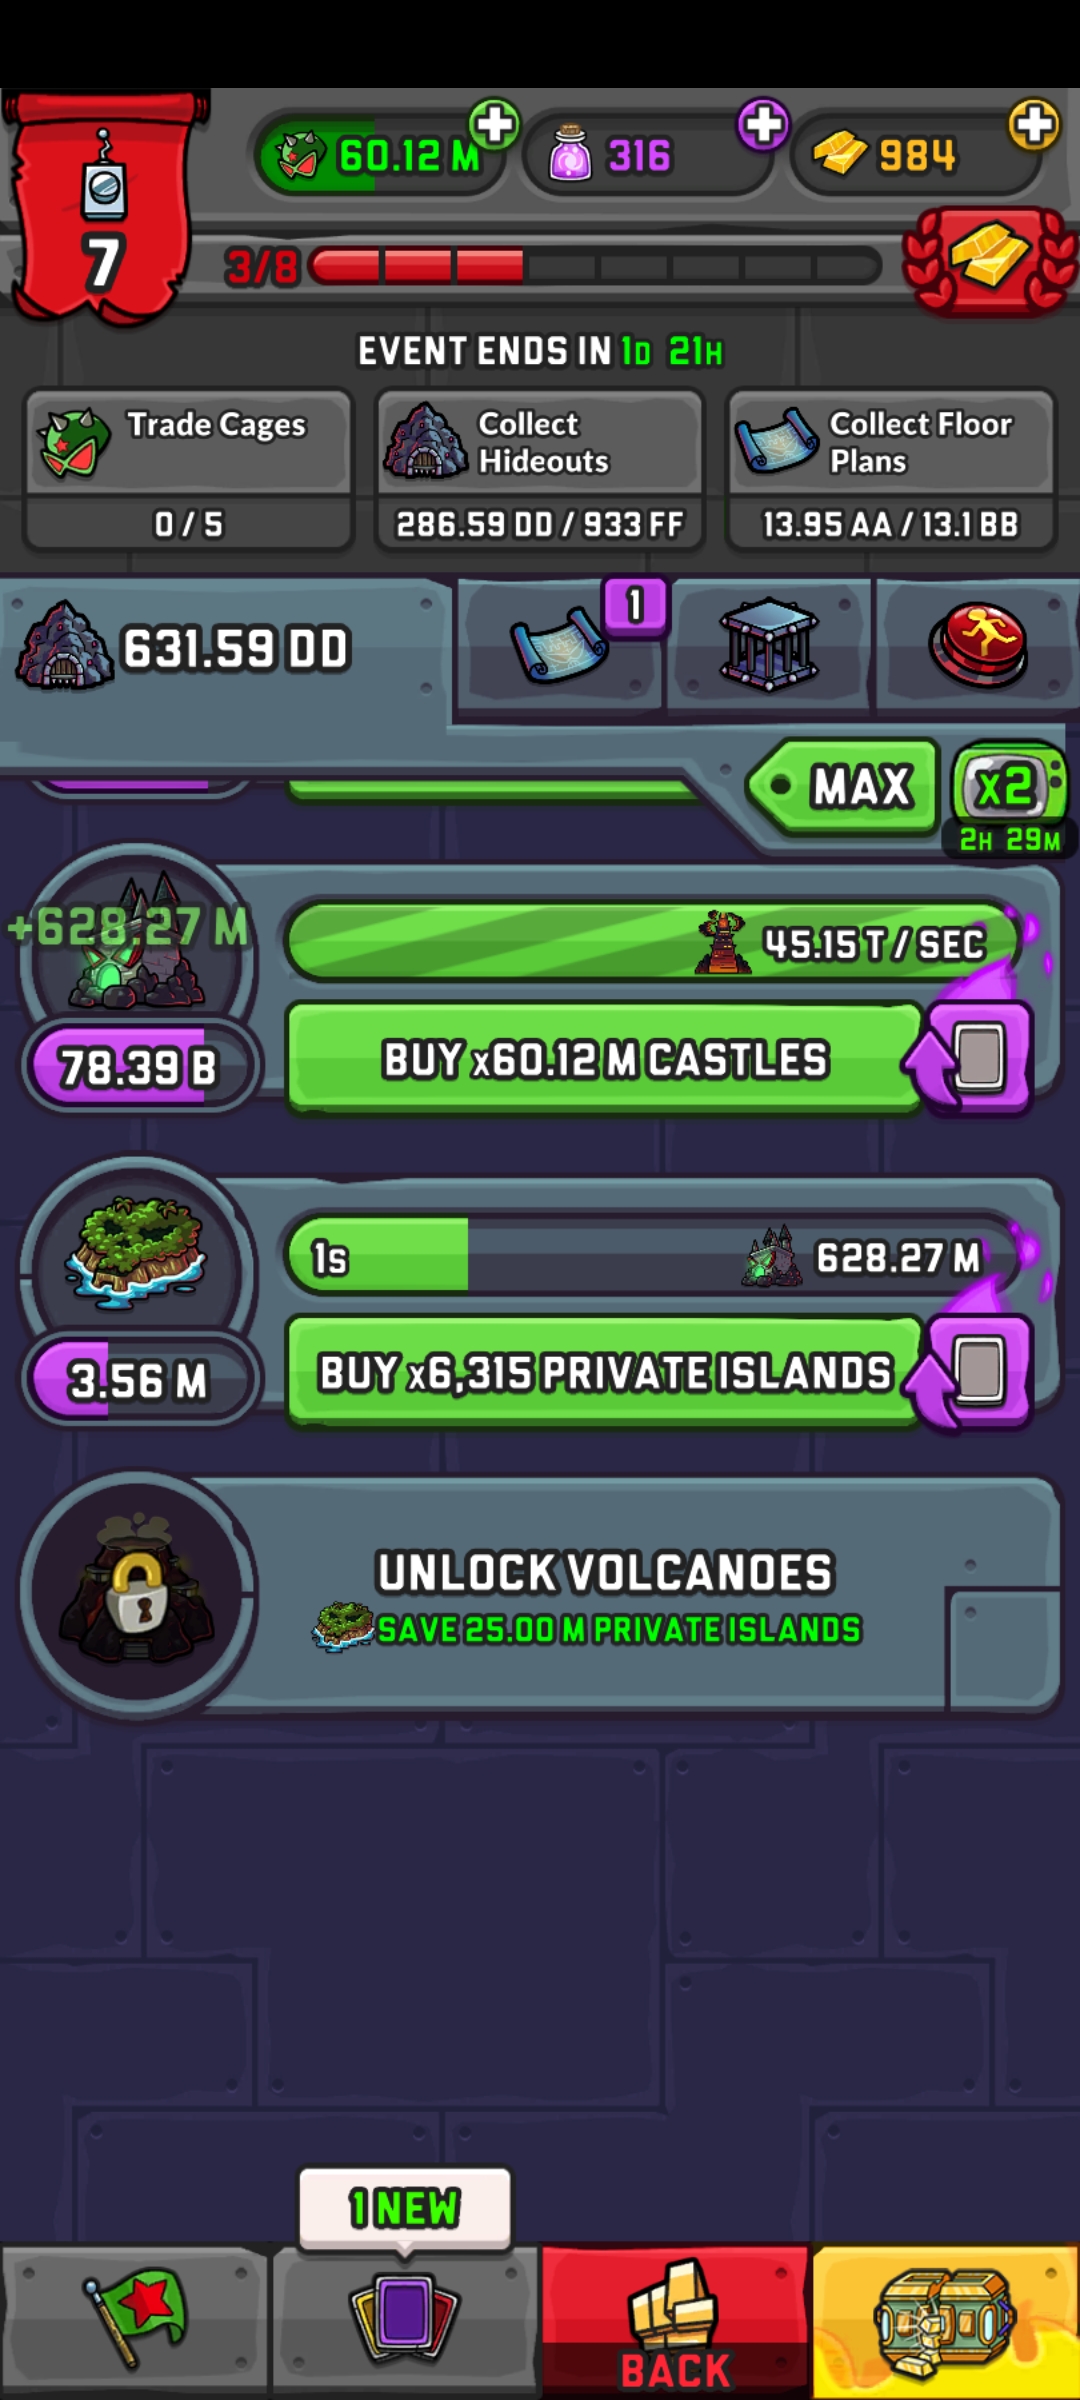 60.12 M
316
984
7
3/8
EVENT ENDS IN 1D 21H
Trade Cages
0 / 5
Collect
Hideouts
286.59 DD / 933 FF
Collect Floor
Plans
13.95 AA / 13.1 BB
631.59 DD
1
MAX
x2
2H 29M
+628.27 M
45.15 T / SEC
78.39 B
BUY x60.12 M CASTLES
1s
628.27 M
3.56 M
BUY x6,315 PRIVATE ISLANDS
UNLOCK VOLCANOES
SAVE 25.00 M PRIVATE ISLANDS
1 NEW
BACK